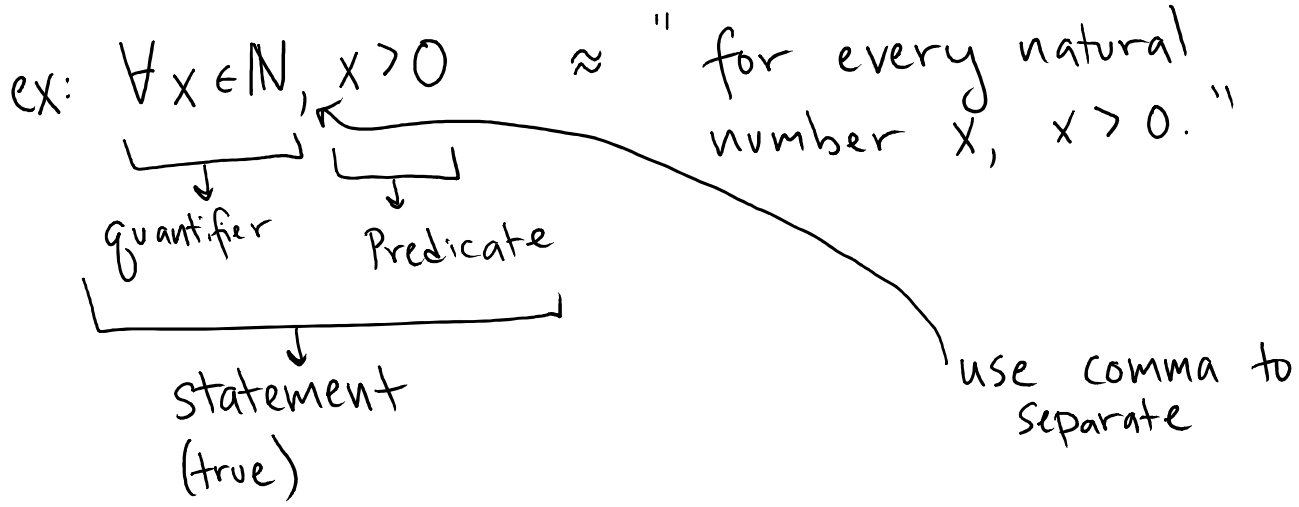 ex: ∀x∈ℕ, x>0 ≈ "for every natural
number x, x>0."
quantifier
Predicate
statement
(true)
use comma to
separate